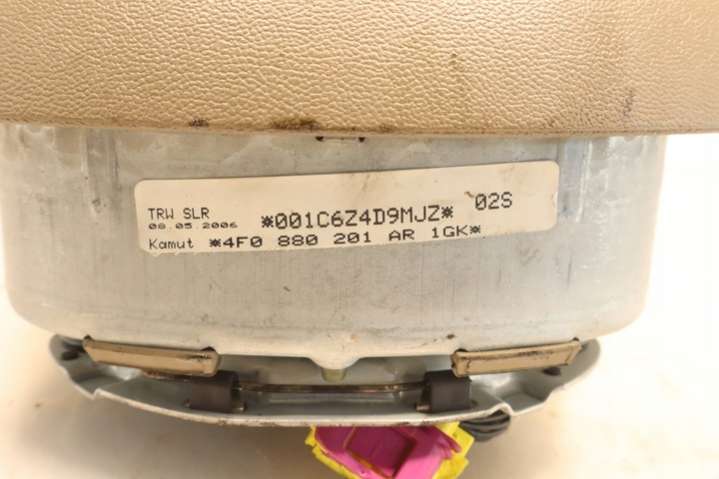 TRW SLR *001C6Z4D9MJZ* 02S
08.05.2006
Kamut *4F0 880 201 AR 1GK*